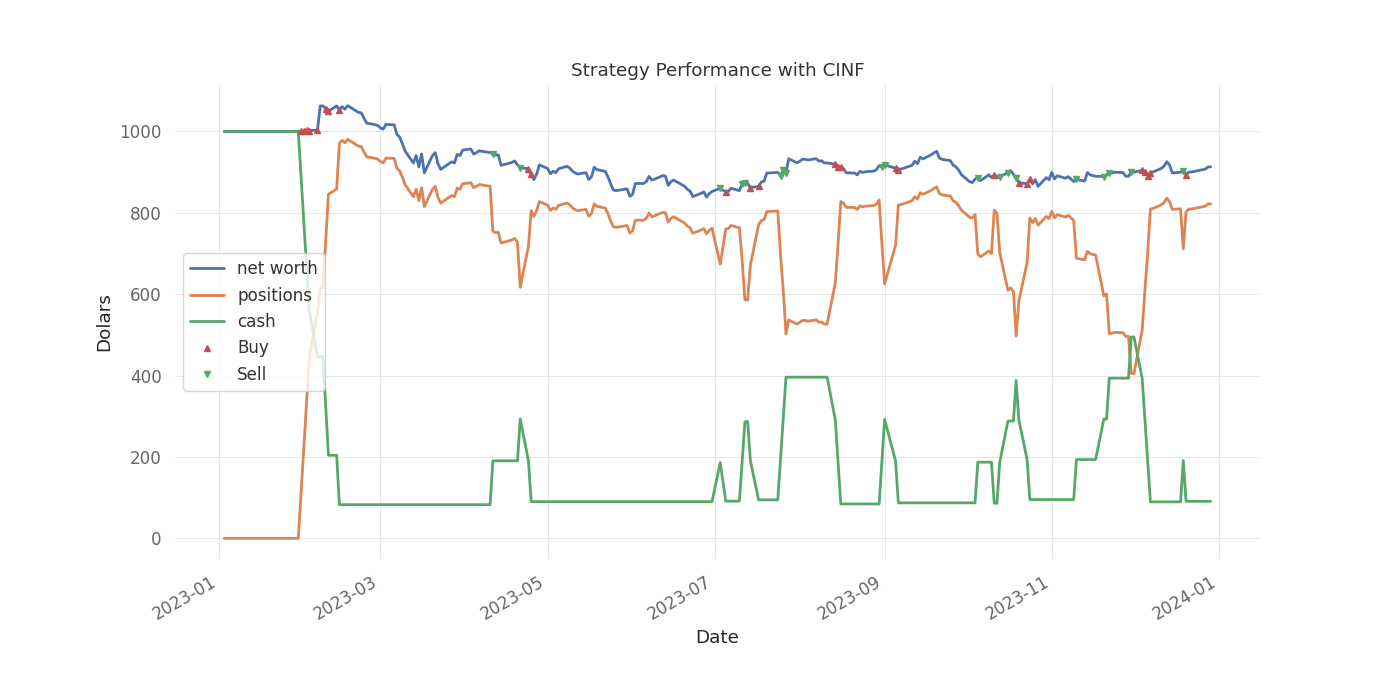 Strategy Performance with CINF
1000
800
600
400
200
0
Dolars
net worth
positions
cash
Buy
Sell
2023-01
2023-03
2023-05
2023-07
2023-09
2023-11
2024-01
Date